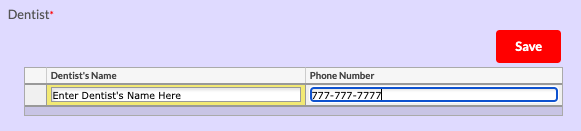 Dentist*
Save
Dentist's Name Phone Number
Enter Dentist's Name Here 777-777-7777